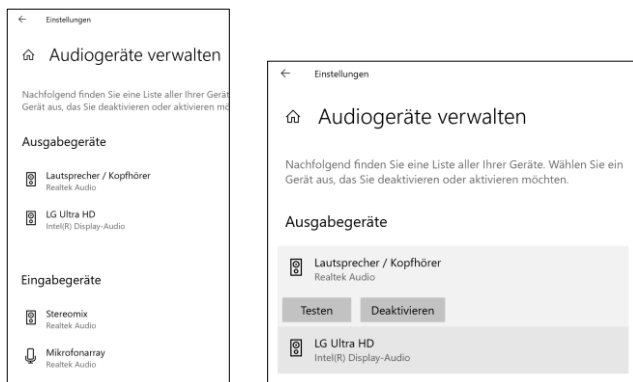 Einstellungen
Audiogeräte verwalten
Nachfolgend finden Sie eine Liste aller Ihrer Gerät
Gerät aus, das Sie deaktivieren oder aktivieren mö
Ausgabegeräte
Lautsprecher / Kopfhörer
Realtek Audio
LG Ultra HD
Intel(R) Display-Audio
Eingabegeräte
Stereomix
Realtek Audio
Mikrofonarray
Realtek Audio
Einstellungen
Audiogeräte verwalten
Nachfolgend finden Sie eine Liste aller Ihrer Geräte. Wählen Sie ein
Gerät aus, das Sie deaktivieren oder aktivieren möchten.
Ausgabegeräte
Lautsprecher / Kopfhörer
Realtek Audio
Testen Deaktivieren
LG Ultra HD
Intel(R) Display-Audio